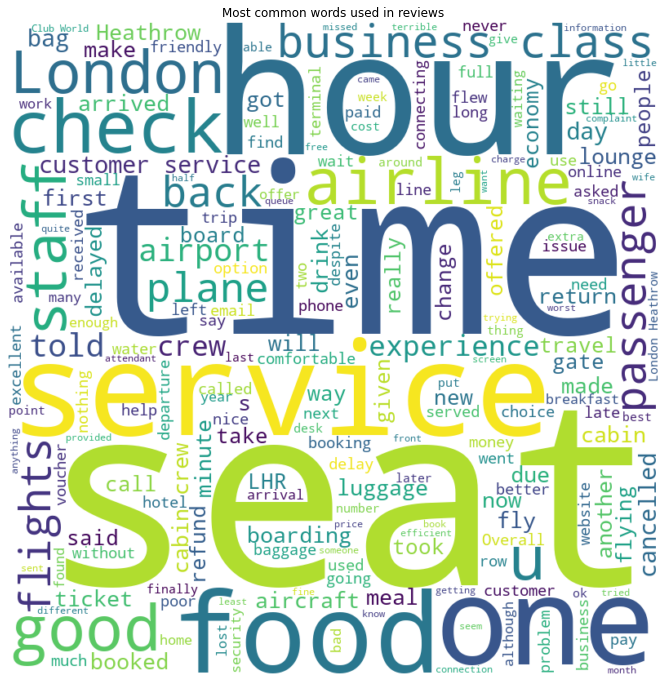 Most common words used in reviews
Club World
missed
terrible
information
able
give
little
Heathrow
friendly
business class
bag
make
never
London
hour
check
arrived
got
full
go
people
work
well
terminal
paid
came
week
connecting
flew
long
waiting
economy
still
find
cost
free
day
complaint
customer service
wait
around
charge
use
lounge
small
half
offer
airline
line
leg
want
online
wife
first
back
queue
asked
snack
staff
trip
great
quite
received
available
board
two
drink
despite
even
really
change
offered
extra
issue
passenger
many
delayed
airport
option
time
need
return
plane
left
email
phone
trying
thing
enough
say
worst
London Heathrow
told
water
crew
will
experience
travel
excellent
attendant
last
comfortable
screen
gate
nothing
departure
called
way
given
put
new
breakfast
made
point
service
year
s
served
choice
late
best
help
nice
next
desk
front
money
cabin
provided
take
booking
went
anything
flights
voucher
call
cabin crew
minute
delay
later
due
better
hotel
LHR
arrival
luggage
now
another
flying
website
cancelled
seat
said
refund
number
fly
without
price
book
boarding
efficient
took
Overall
u
sent
found
baggage
used
someone
going
row
ticket
finally
aircraft
fine
meal
customer
getting
ok
tried
different
poor
least
know
although
problem
business
good
home
lost
security
food
bad
one
seem
pay
much
booked
connection
month